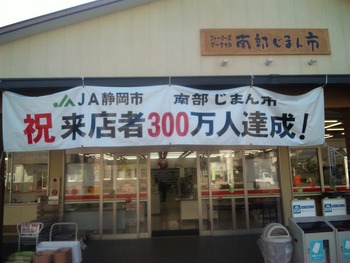 ファーマーズ
マーケット
南部じまん市
JA JA静岡市 南部じまん市
祝 来店者300万人達成!